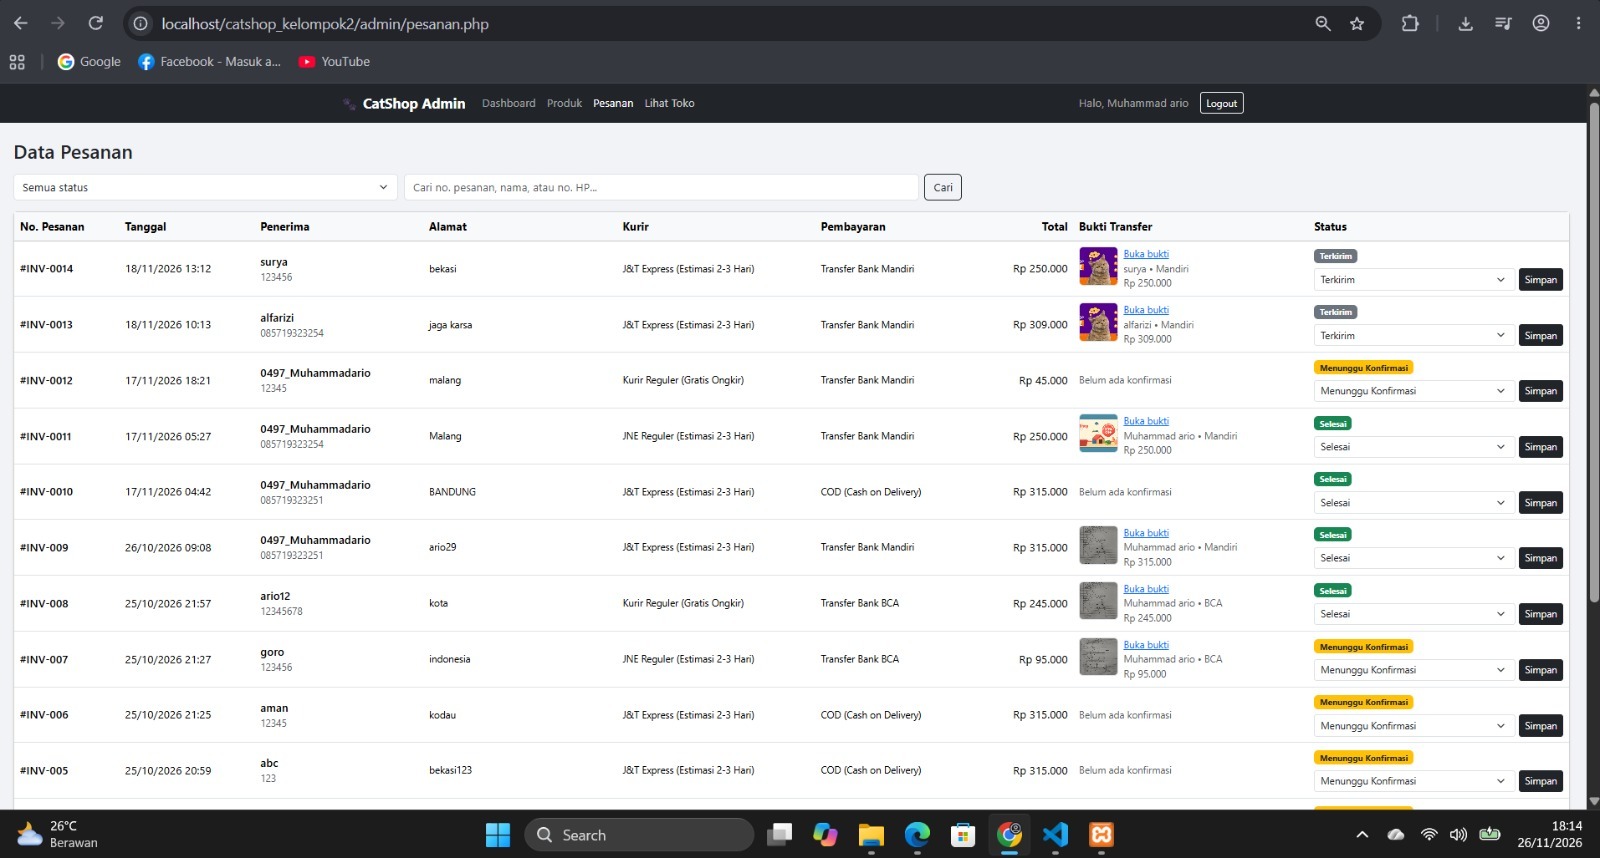 localhost/catshop_kelompok2/admin/pesanan.php
Google
Facebook - Masuk a...
YouTube
CatShop Admin Dashboard Produk Pesanan Lihat Toko Halo, Muhammad ario Logout
Data Pesanan
Semua status Cari no. pesanan, nama, atau no. HP... Cari
No. Pesanan Tanggal Penerima Alamat Kurir Pembayaran Total Bukti Transfer Status
#INV-0014 18/11/2026 13:12 surya
123456 bekasi J&T Express (Estimasi 2-3 Hari) Transfer Bank Mandiri Rp 250.000 Buka bukti
surya • Mandiri
Rp 250.000
Terkirim
Terkirim Simpan
#INV-0013 18/11/2026 10:13 alfarizi
085719323254 jaga karsa J&T Express (Estimasi 2-3 Hari) Transfer Bank Mandiri Rp 309.000 Buka bukti
alfarizi • Mandiri
Rp 309.000
Terkirim
Terkirim Simpan
#INV-0012 17/11/2026 18:21 0497_Muhammadario
12345 malang Kurir Reguler (Gratis Ongkir) Transfer Bank Mandiri Rp 45.000 Belum ada konfirmasi
Menunggu Konfirmasi
Menunggu Konfirmasi Simpan
#INV-0011 17/11/2026 05:27 0497_Muhammadario
085719323254 Malang JNE Reguler (Estimasi 2-3 Hari) Transfer Bank Mandiri Rp 250.000 Buka bukti
Muhammad ario • Mandiri
Rp 250.000
Selesai
Selesai Simpan
#INV-0010 17/11/2026 04:42 0497_Muhammadario
085719323251 BANDUNG J&T Express (Estimasi 2-3 Hari) COD (Cash on Delivery) Rp 315.000 Belum ada konfirmasi
Selesai
Selesai Simpan
#INV-009 26/10/2026 09:08 0497_Muhammadario
085719323251 ario29 J&T Express (Estimasi 2-3 Hari) Transfer Bank Mandiri Rp 315.000 Buka bukti
Muhammad ario • Mandiri
Rp 315.000
Selesai
Selesai Simpan
#INV-008 25/10/2026 21:57 ario12
12345678 kota Kurir Reguler (Gratis Ongkir) Transfer Bank BCA Rp 245.000 Buka bukti
Muhammad ario • BCA
Rp 245.000
Selesai
Selesai Simpan
#INV-007 25/10/2026 21:27 goro
123456 indonesia JNE Reguler (Estimasi 2-3 Hari) Transfer Bank BCA Rp 95.000 Buka bukti
Muhammad ario • BCA
Rp 95.000
Menunggu Konfirmasi
Menunggu Konfirmasi Simpan
#INV-006 25/10/2026 21:25 aman
12345 kodau J&T Express (Estimasi 2-3 Hari) COD (Cash on Delivery) Rp 315.000 Belum ada konfirmasi
Menunggu Konfirmasi
Menunggu Konfirmasi Simpan
#INV-005 25/10/2026 20:59 abc
123 bekasi123 J&T Express (Estimasi 2-3 Hari) COD (Cash on Delivery) Rp 315.000 Belum ada konfirmasi
Menunggu Konfirmasi
Menunggu Konfirmasi Simpan
26°C
Berawan
Search
18:14
26/11/2026